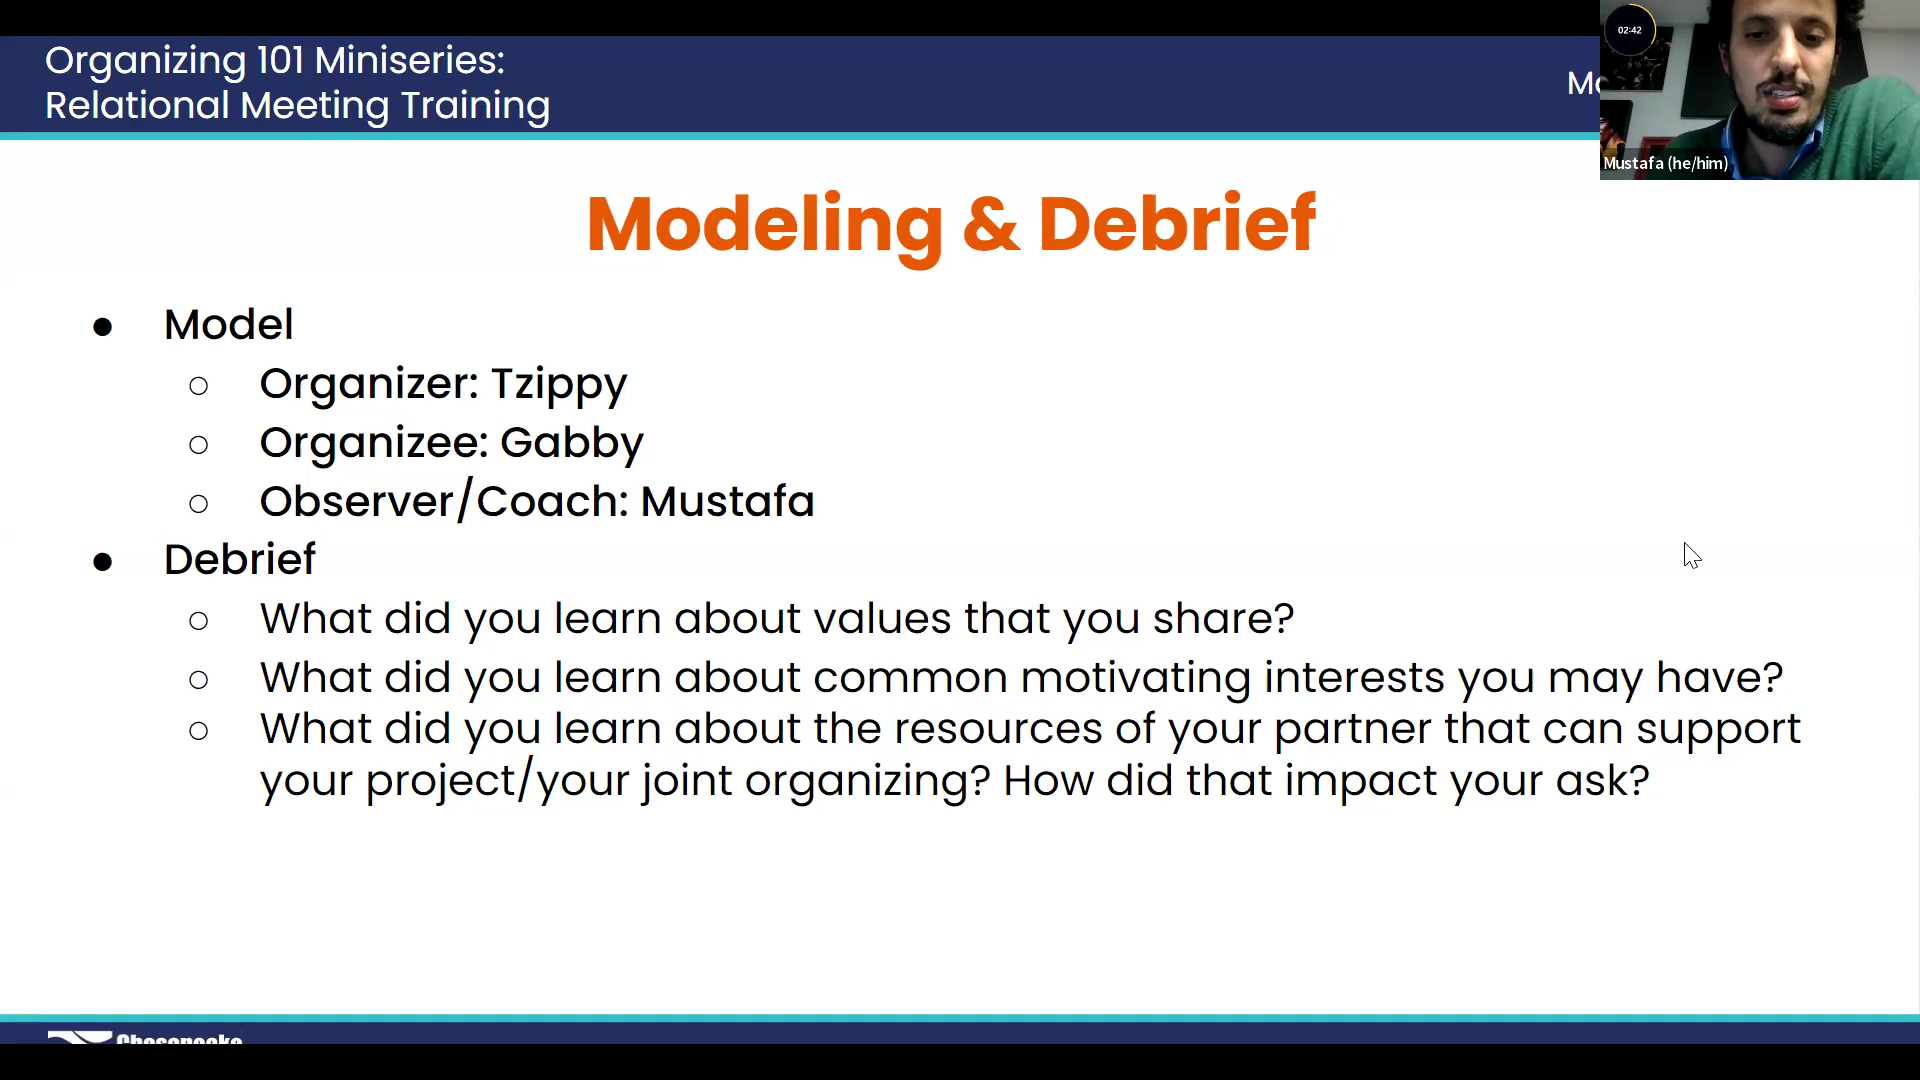 Organizing 101 Miniseries:
Relational Meeting Training
02:42
Mustafa (he/him)
Modeling & Debrief
● Model
○ Organizer: Tzippy
○ Organizee: Gabby
○ Observer/Coach: Mustafa
● Debrief
○ What did you learn about values that you share?
○ What did you learn about common motivating interests you may have?
○ What did you learn about the resources of your partner that can support
your project/your joint organizing? How did that impact your ask?
Chesapeake